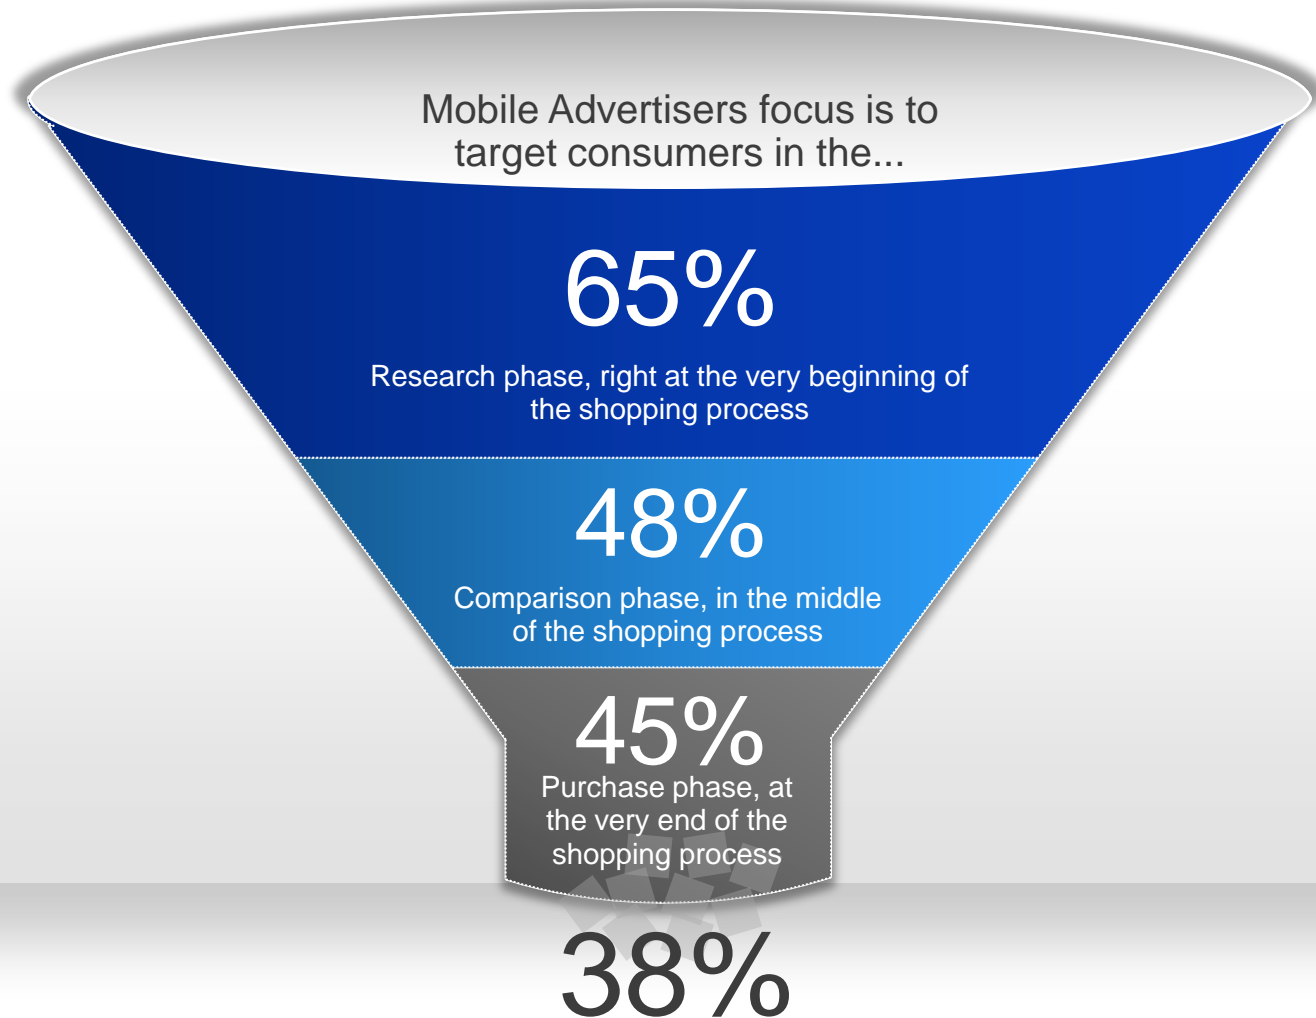 Mobile Advertisers focus is to
target consumers in the...
65%
Research phase, right at the very beginning of
the shopping process
48%
Comparison phase, in the middle
of the shopping process
45%
Purchase phase, at
the very end of the
shopping process
38%